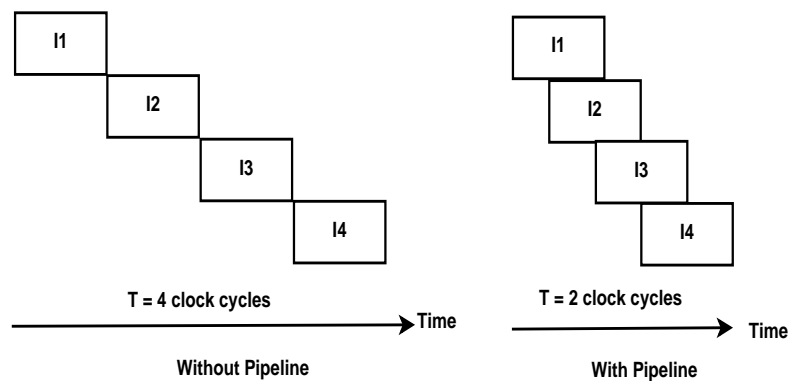 I1
I2
I3
I4
T = 4 clock cycles
Time
Without Pipeline
I1
I2
I3
I4
T = 2 clock cycles
Time
With Pipeline